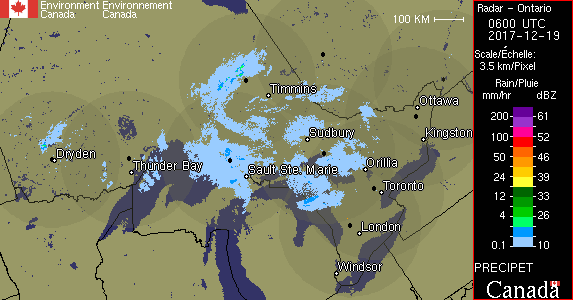 Environment Environnement
Canada Canada
100 KM
Timmins
Ottawa
Sudbury
Kingston
Dryden
Thunder Bay
Sault Ste. Marie
Orillia
Toronto
London
Windsor
Radar - Ontario
0600 UTC
2017-12-19
Scale/Échelle:
3.5 km/Pixel
Rain/Pluie
mm/hr dBZ
200 61
100 52
50 46
24 39
12 33
4 26
1 20
0.1 10
PRECIPET
Canada